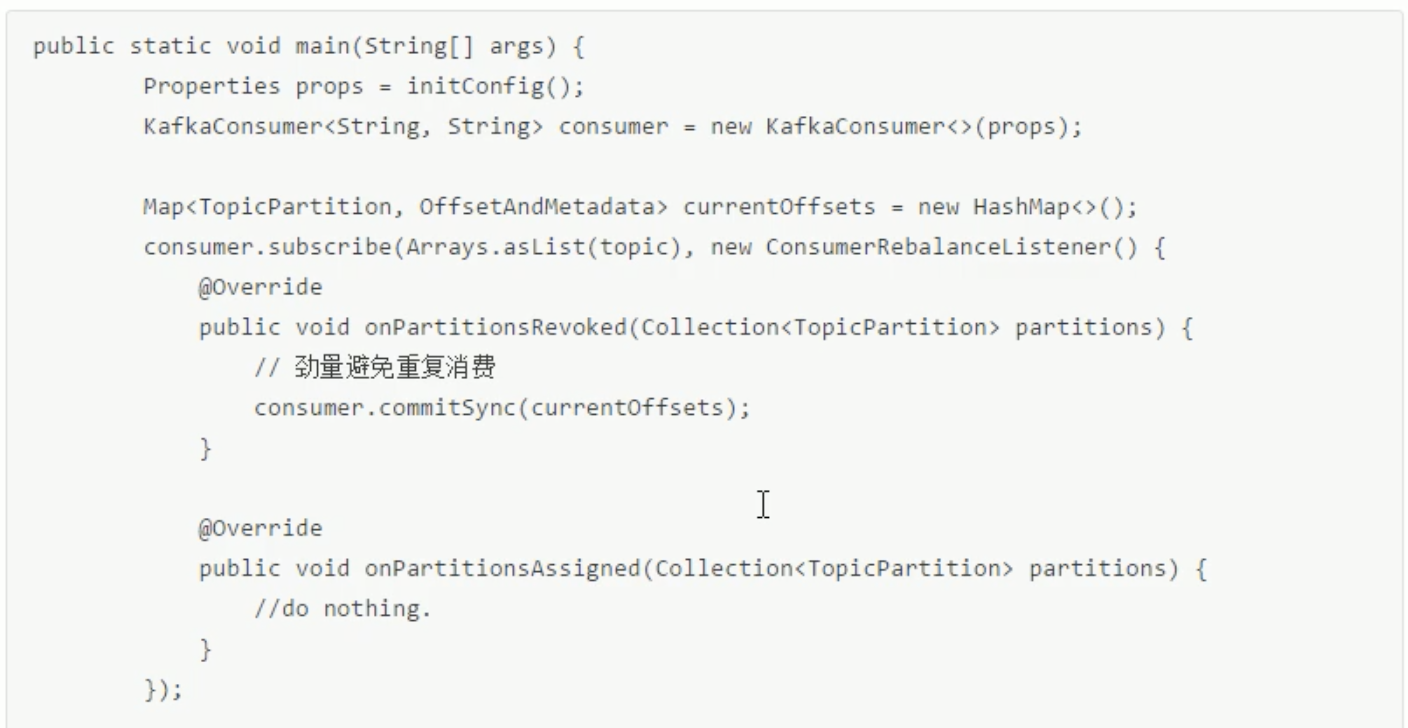 public static void main(String[] args) {
Properties props = initConfig();
KafkaConsumer<String, String> consumer = new KafkaConsumer<>(props);
Map<TopicPartition, OffsetAndMetadata> currentOffsets = new HashMap<>();
consumer.subscribe(Arrays.asList(topic), new ConsumerRebalanceListener() {
@Override
public void onPartitionsRevoked(Collection<TopicPartition> partitions) {
// 劲量避免重复消费
consumer.commitSync(currentOffsets);
}
@Override
public void onPartitionsAssigned(Collection<TopicPartition> partitions) {
//do nothing.
}
});